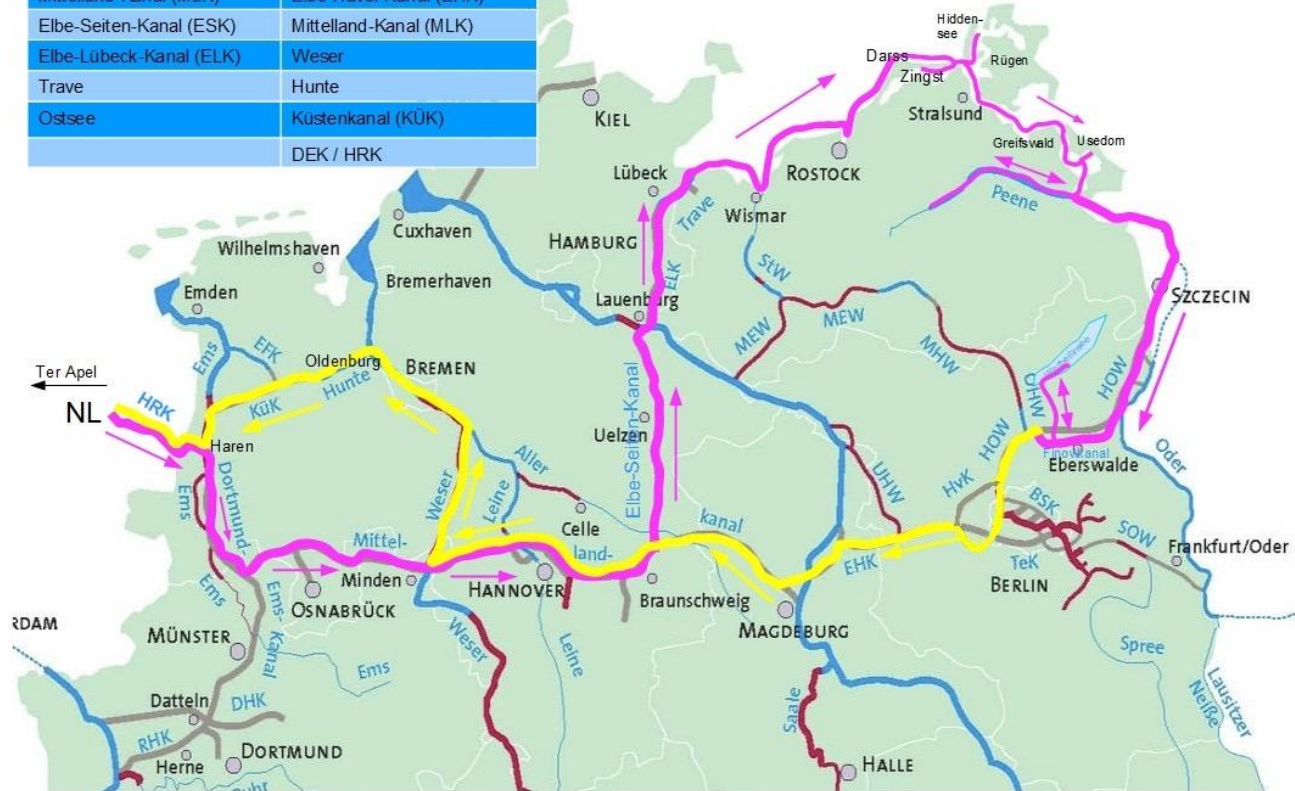 Elbe-Seiten-Kanal (ESK) Mittelland-Kanal (MLK)
Elbe-Lübeck-Kanal (ELK) Weser
Trave Hunte
Ostsee Küstenkanal (KÜK)
DEK / HRK
Hidden-
see
Darss
Zingst
Rügen
Stralsund
KIEL
Greifswald
Usedom
ROSTOCK
Lübeck
Peene
Trave
Wismar
Cuxhaven
HAMBURG
Wilhelmshaven
StW
Bremerhaven
ELK
Emden
Lauenburg
SZCZECIN
MEW
MEW
MHW
Ems
EFK
Oldenburg
BREMEN
Ter Apel
Hunte
KüK
HRK
NL
OHW
HOW
HOW
Haren
Uelzen
Elbe-Seiten-Kanal
Finowkanal
Eberswalde
Oder
Aller
Dortmund-
Ems
Weser
Leine
UHW
HvK
BSK
Celle
kanal
SOW
Mittel-
land-
EHK
TeK
Frankfurt/Oder
Minden
HANNOVER
BERLIN
OSNABRÜCK
Braunschweig
Ems
Ems-Kanal
MAGDEBURG
RDAM
MÜNSTER
Weser
Leine
Spree
Ems
Saale
Lausitzer
Neiße
Datteln
DHK
RHK
DORTMUND
Herne
HALLE